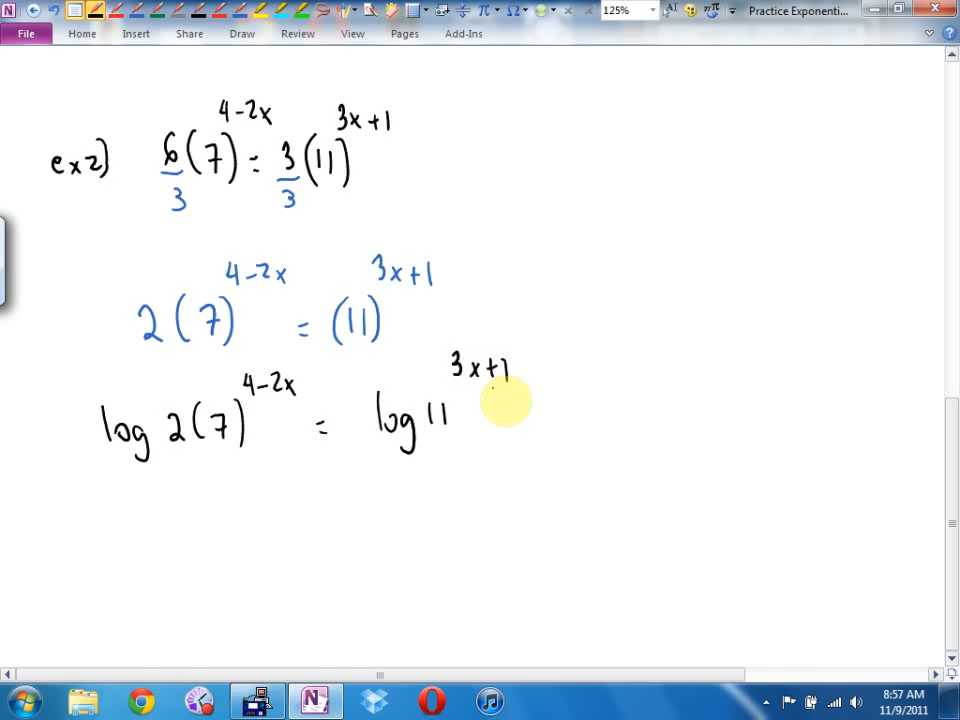 125% Practice Exponenti...
File Home Insert Share Draw Review View Pages Add-Ins
4-2x 3x+1
ex2) 6(7) = 3(11)
3 3
4-2x 3x+1
2(7) = (11)
4-2x 3x+1
log 2(7) = log 11
8:57 AM
11/9/2011